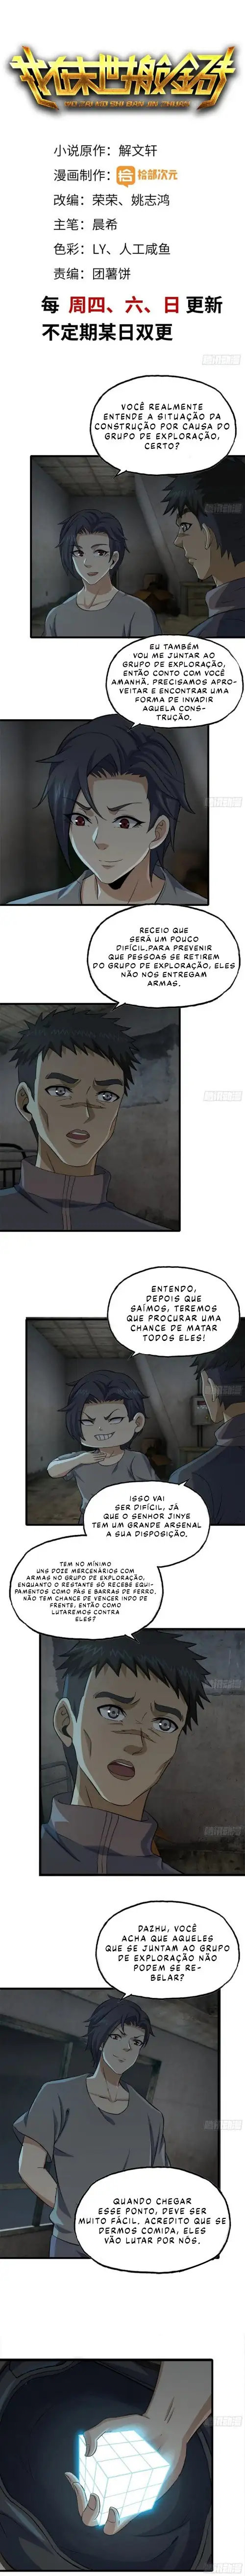 我在末世搬金砖
WO ZAI MO SHI BAN JIN ZHUAN
小说原作：解文轩
漫画制作：拾部次元
改编：荣荣、姚志鸿
主笔：晨希
色彩：LY、人工咸鱼
责编：团薯饼
每 周四、六、日 更新
不定期某日双更
VOCÊ REALMENTE
ENTENDE A SITUAÇÃO DA
CONSTRUÇÃO POR CAUSA DO
GRUPO DE EXPLORAÇÃO,
CERTO?
EU TAMBÉM
VOU ME JUNTAR AO
GRUPO DE EXPLORAÇÃO,
ENTÃO CONTO COM VOCÊ
AMANHÃ. PRECISAMOS APRO-
VEITAR E ENCONTRAR UMA
FORMA DE INVADIR
AQUELA CONS-
TRUÇÃO.
RECEIO QUE
SERÁ UM POUCO
DIFÍCIL.PARA PREVENIR
QUE PESSOAS SE RETIREM
DO GRUPO DE EXPLORAÇÃO, ELES
NÃO NOS ENTREGAM
ARMAS.
ENTENDO,
DEPOIS QUE
SAÍMOS, TEREMOS
QUE PROCURAR UMA
CHANCE DE MATAR
TODOS ELES!
ISSO VAI
SER DIFÍCIL, JÁ
QUE O SENHOR JINYE
TEM UM GRANDE ARSENAL
A SUA DISPOSIÇÃO.
TEM NO MÍNIMO
UNS DOZE MERCENÁRIOS COM
ARMAS NO GRUPO DE EXPLORAÇÃO,
ENQUANTO O RESTANTE SÓ RECEBE EQUI-
PAMENTOS COMO PÁS E BARRAS DE FERRO.
NÃO TEM CHANCE DE VENCER INDO DE
FRENTE, ENTÃO COMO
LUTAREMOS CONTRA
ELES?
DAZHU, VOCÊ
ACHA QUE AQUELES
QUE SE JUNTAM AO GRUPO
DE EXPLORAÇÃO NÃO
PODEM SE RE-
BELAR?
QUANDO CHEGAR
ESSE PONTO, DEVE SER
MUITO FÁCIL. ACREDITO QUE SE
DERMOS COMIDA, ELES
VÃO LUTAR POR NÓS.